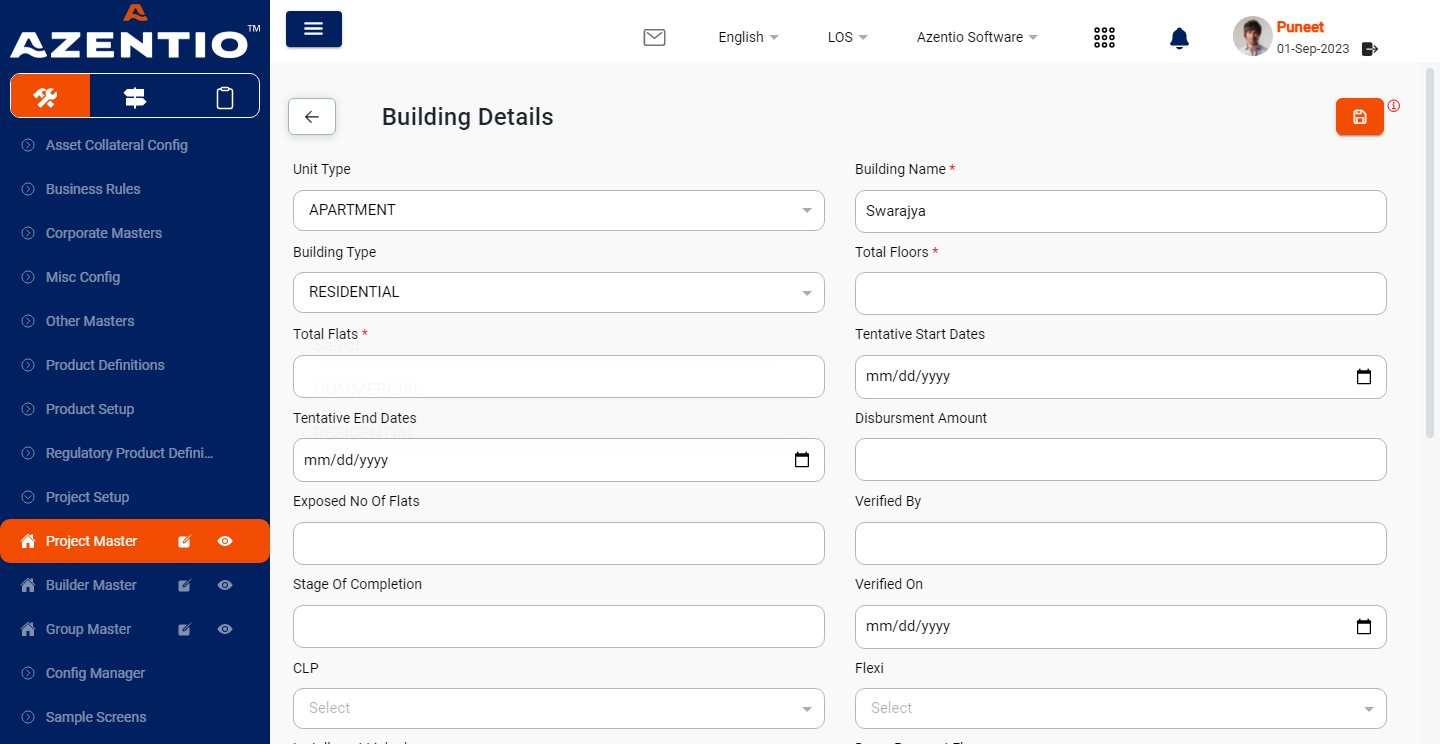 AZENTIO™
Asset Collateral Config
Business Rules
Corporate Masters
Misc Config
Other Masters
Product Definitions
Product Setup
Regulatory Product Defini...
Project Setup
Project Master
Builder Master
Group Master
Config Manager
Sample Screens
English
LOS
Azentio Software
Puneet
01-Sep-2023
Building Details
Unit Type
APARTMENT
Building Name *
Swarajya
Building Type
RESIDENTIAL
Total Floors *
Total Flats *
Select
COMMERCIAL
RESIDENTIAL
Tentative Start Dates
mm/dd/yyyy
Tentative End Dates
mm/dd/yyyy
Disbursment Amount
Exposed No Of Flats
Verified By
Stage Of Completion
Verified On
mm/dd/yyyy
CLP
Select
Flexi
Select